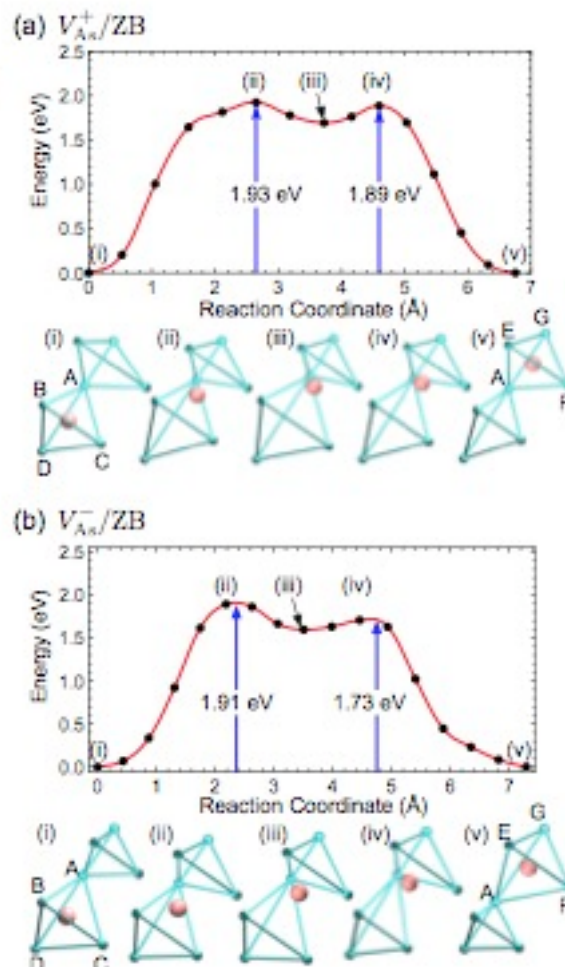 (a) V⁺_As/ZB
2.5
2.0
1.5
1.0
0.5
0.0
Energy (eV)
(i) (ii) (iii) (iv) (v)
1.93 eV 1.89 eV
0 1 2 3 4 5 6 7
Reaction Coordinate (Å)
(i) (ii) (iii) (iv) (v)
B A D C
E G A F
(b) V⁻_As/ZB
2.5
2.0
1.5
1.0
0.5
0.0
Energy (eV)
(i) (ii) (iii) (iv) (v)
1.91 eV 1.73 eV
0 1 2 3 4 5 6 7
Reaction Coordinate (Å)
(i) (ii) (iii) (iv) (v)
B A D C
E G A